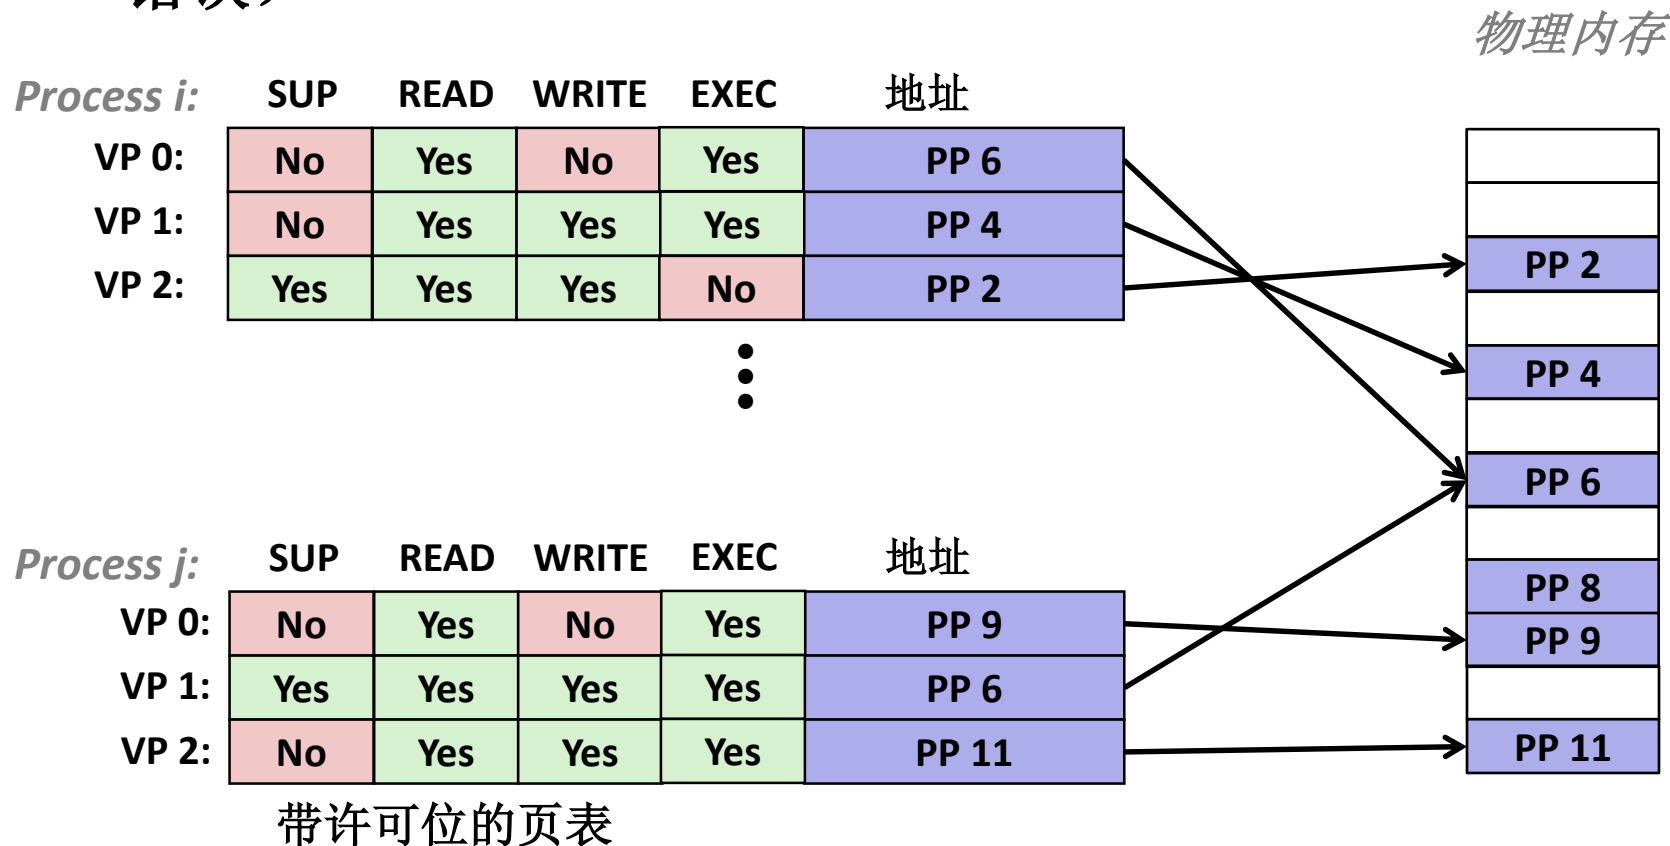 物理内存
Process i: SUP READ WRITE EXEC 地址
VP 0: No Yes No Yes PP 6
VP 1: No Yes Yes Yes PP 4
VP 2: Yes Yes Yes No PP 2
PP 2
PP 4
PP 6
PP 8
PP 9
PP 11
Process j: SUP READ WRITE EXEC 地址
VP 0: No Yes No Yes PP 9
VP 1: Yes Yes Yes Yes PP 6
VP 2: No Yes Yes Yes PP 11
带许可位的页表